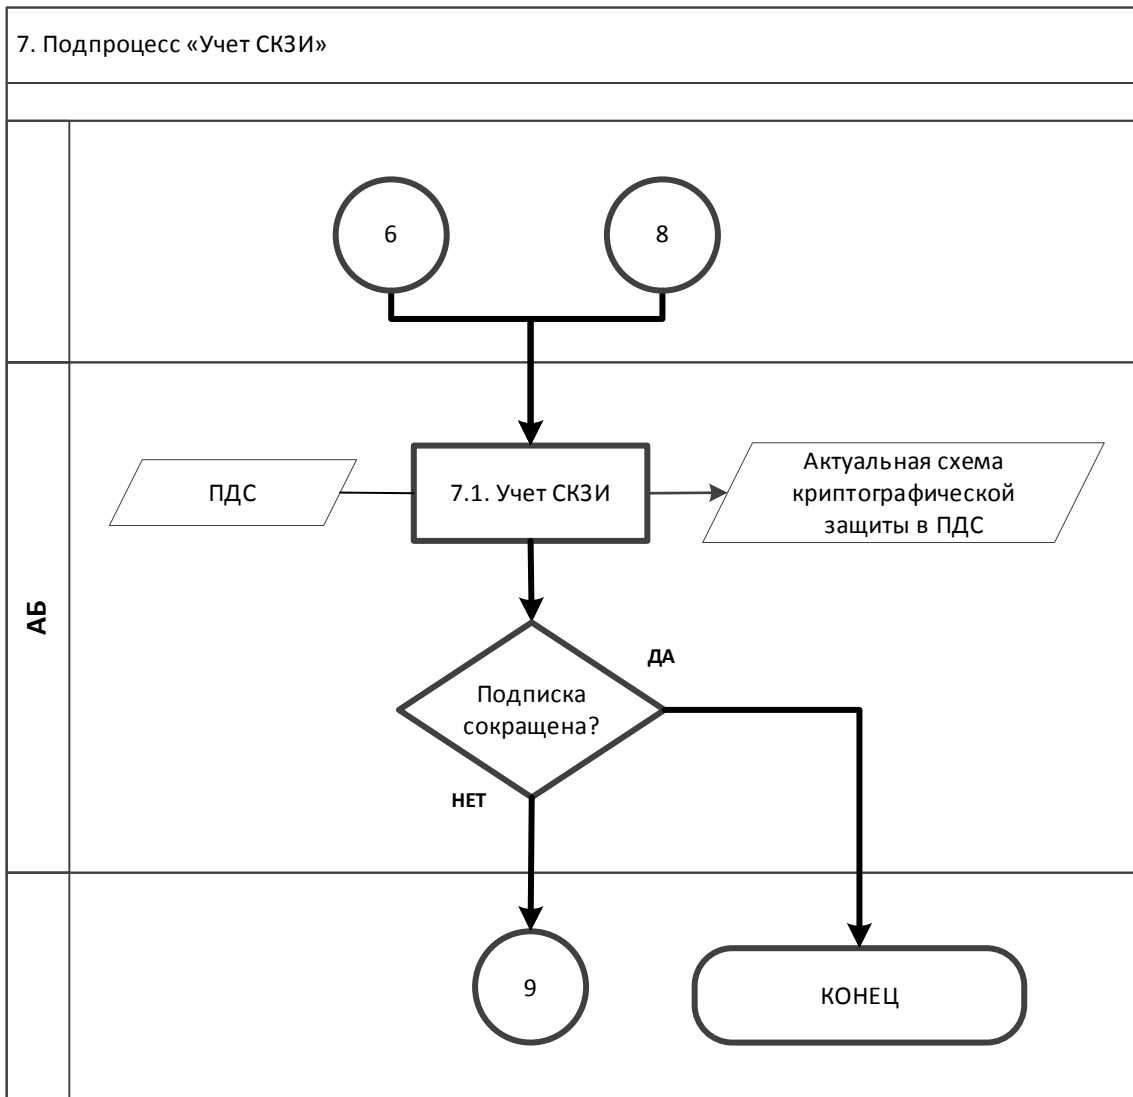 7. Подпроцесс «Учет СКЗИ»
6
8
ПДС
7.1. Учет СКЗИ
Актуальная схема
криптографической
защиты в ПДС
АБ
ДА
Подписка
сокращена?
НЕТ
9
КОНЕЦ